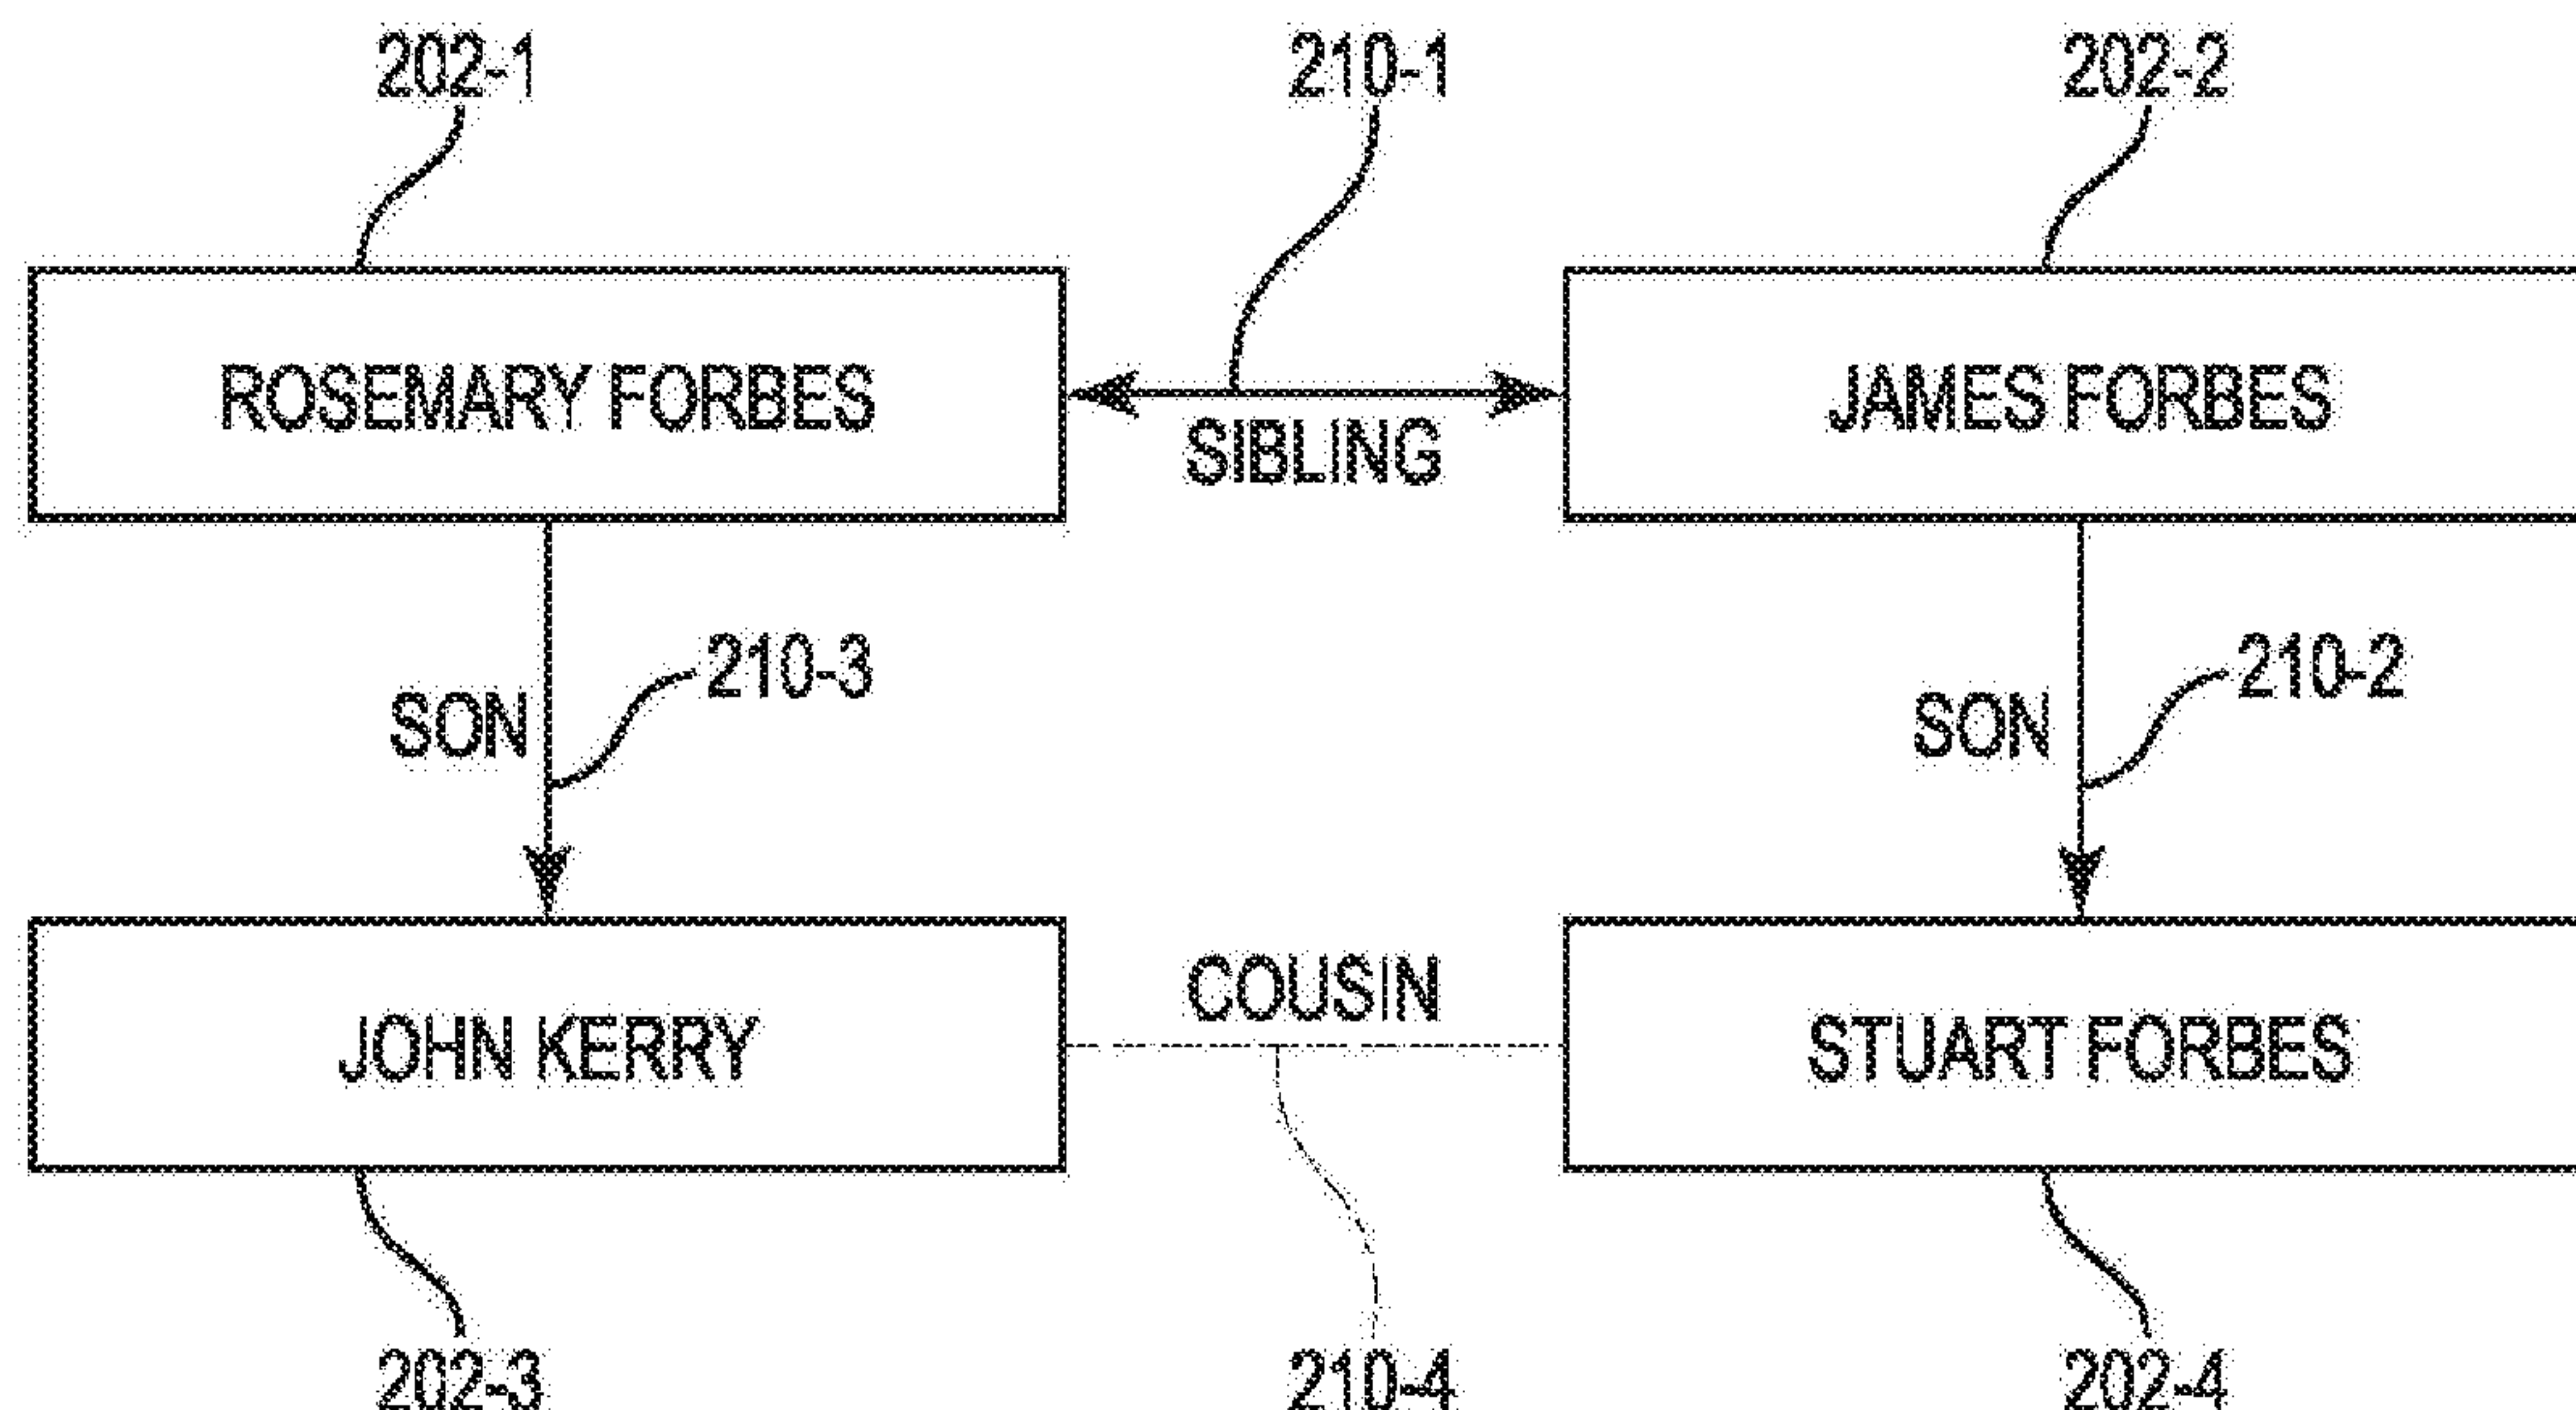 202-1 210-1 202-2
ROSEMARY FORBES JAMES FORBES
SIBLING
210-3 210-2
SON SON
COUSIN
JOHN KERRY STUART FORBES
202-3 210-4 202-4